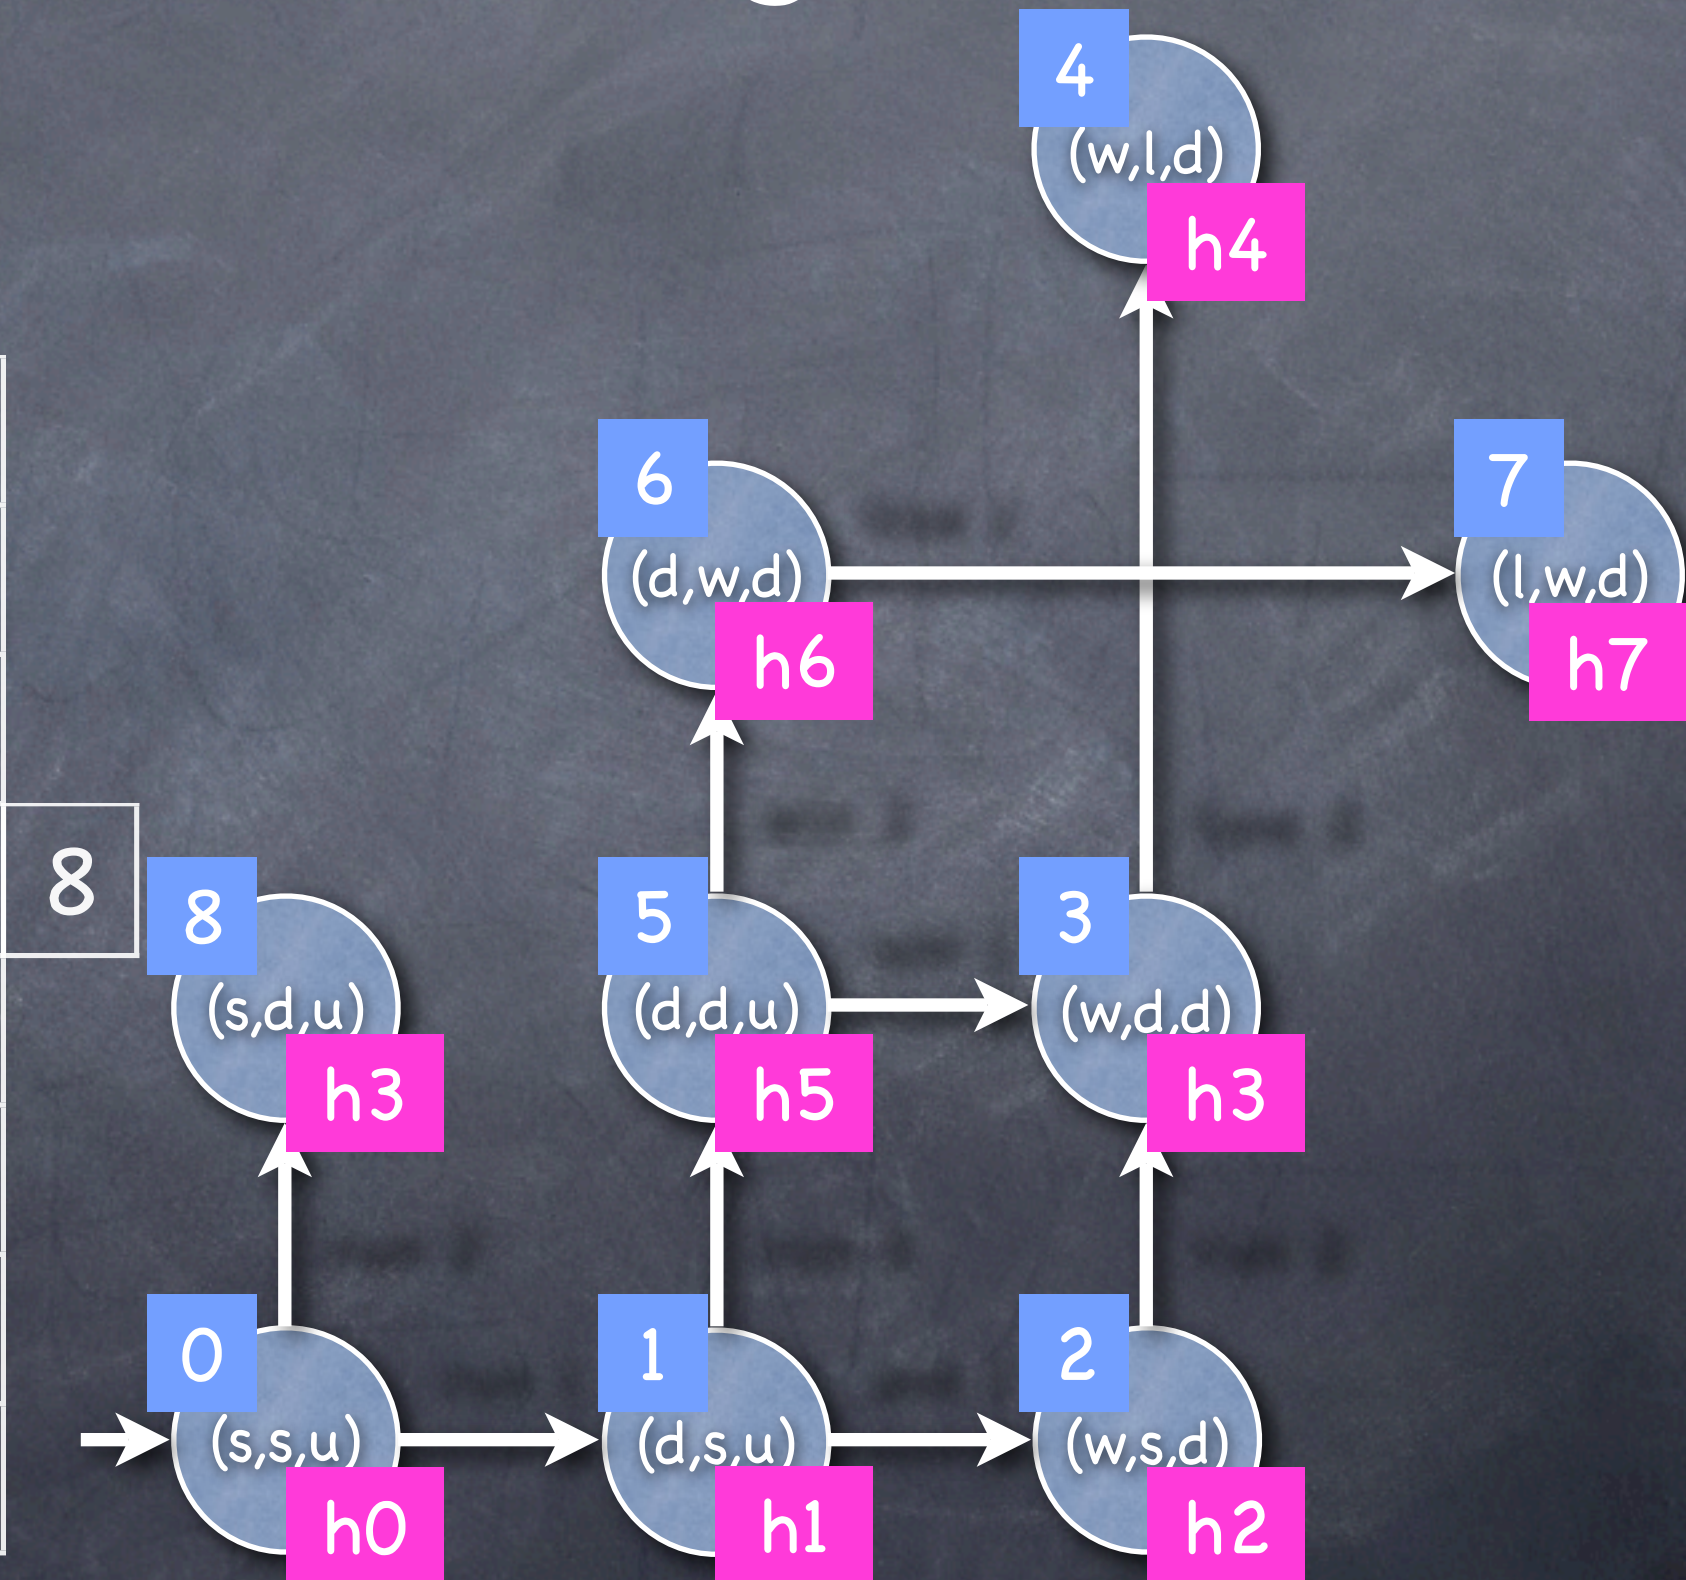 4
(w,l,d)
h4
6
(d,w,d)
h6
7
(l,w,d)
h7
8
8
(s,d,u)
h3
5
(d,d,u)
h5
3
(w,d,d)
h3
0
(s,s,u)
h0
1
(d,s,u)
h1
2
(w,s,d)
h2